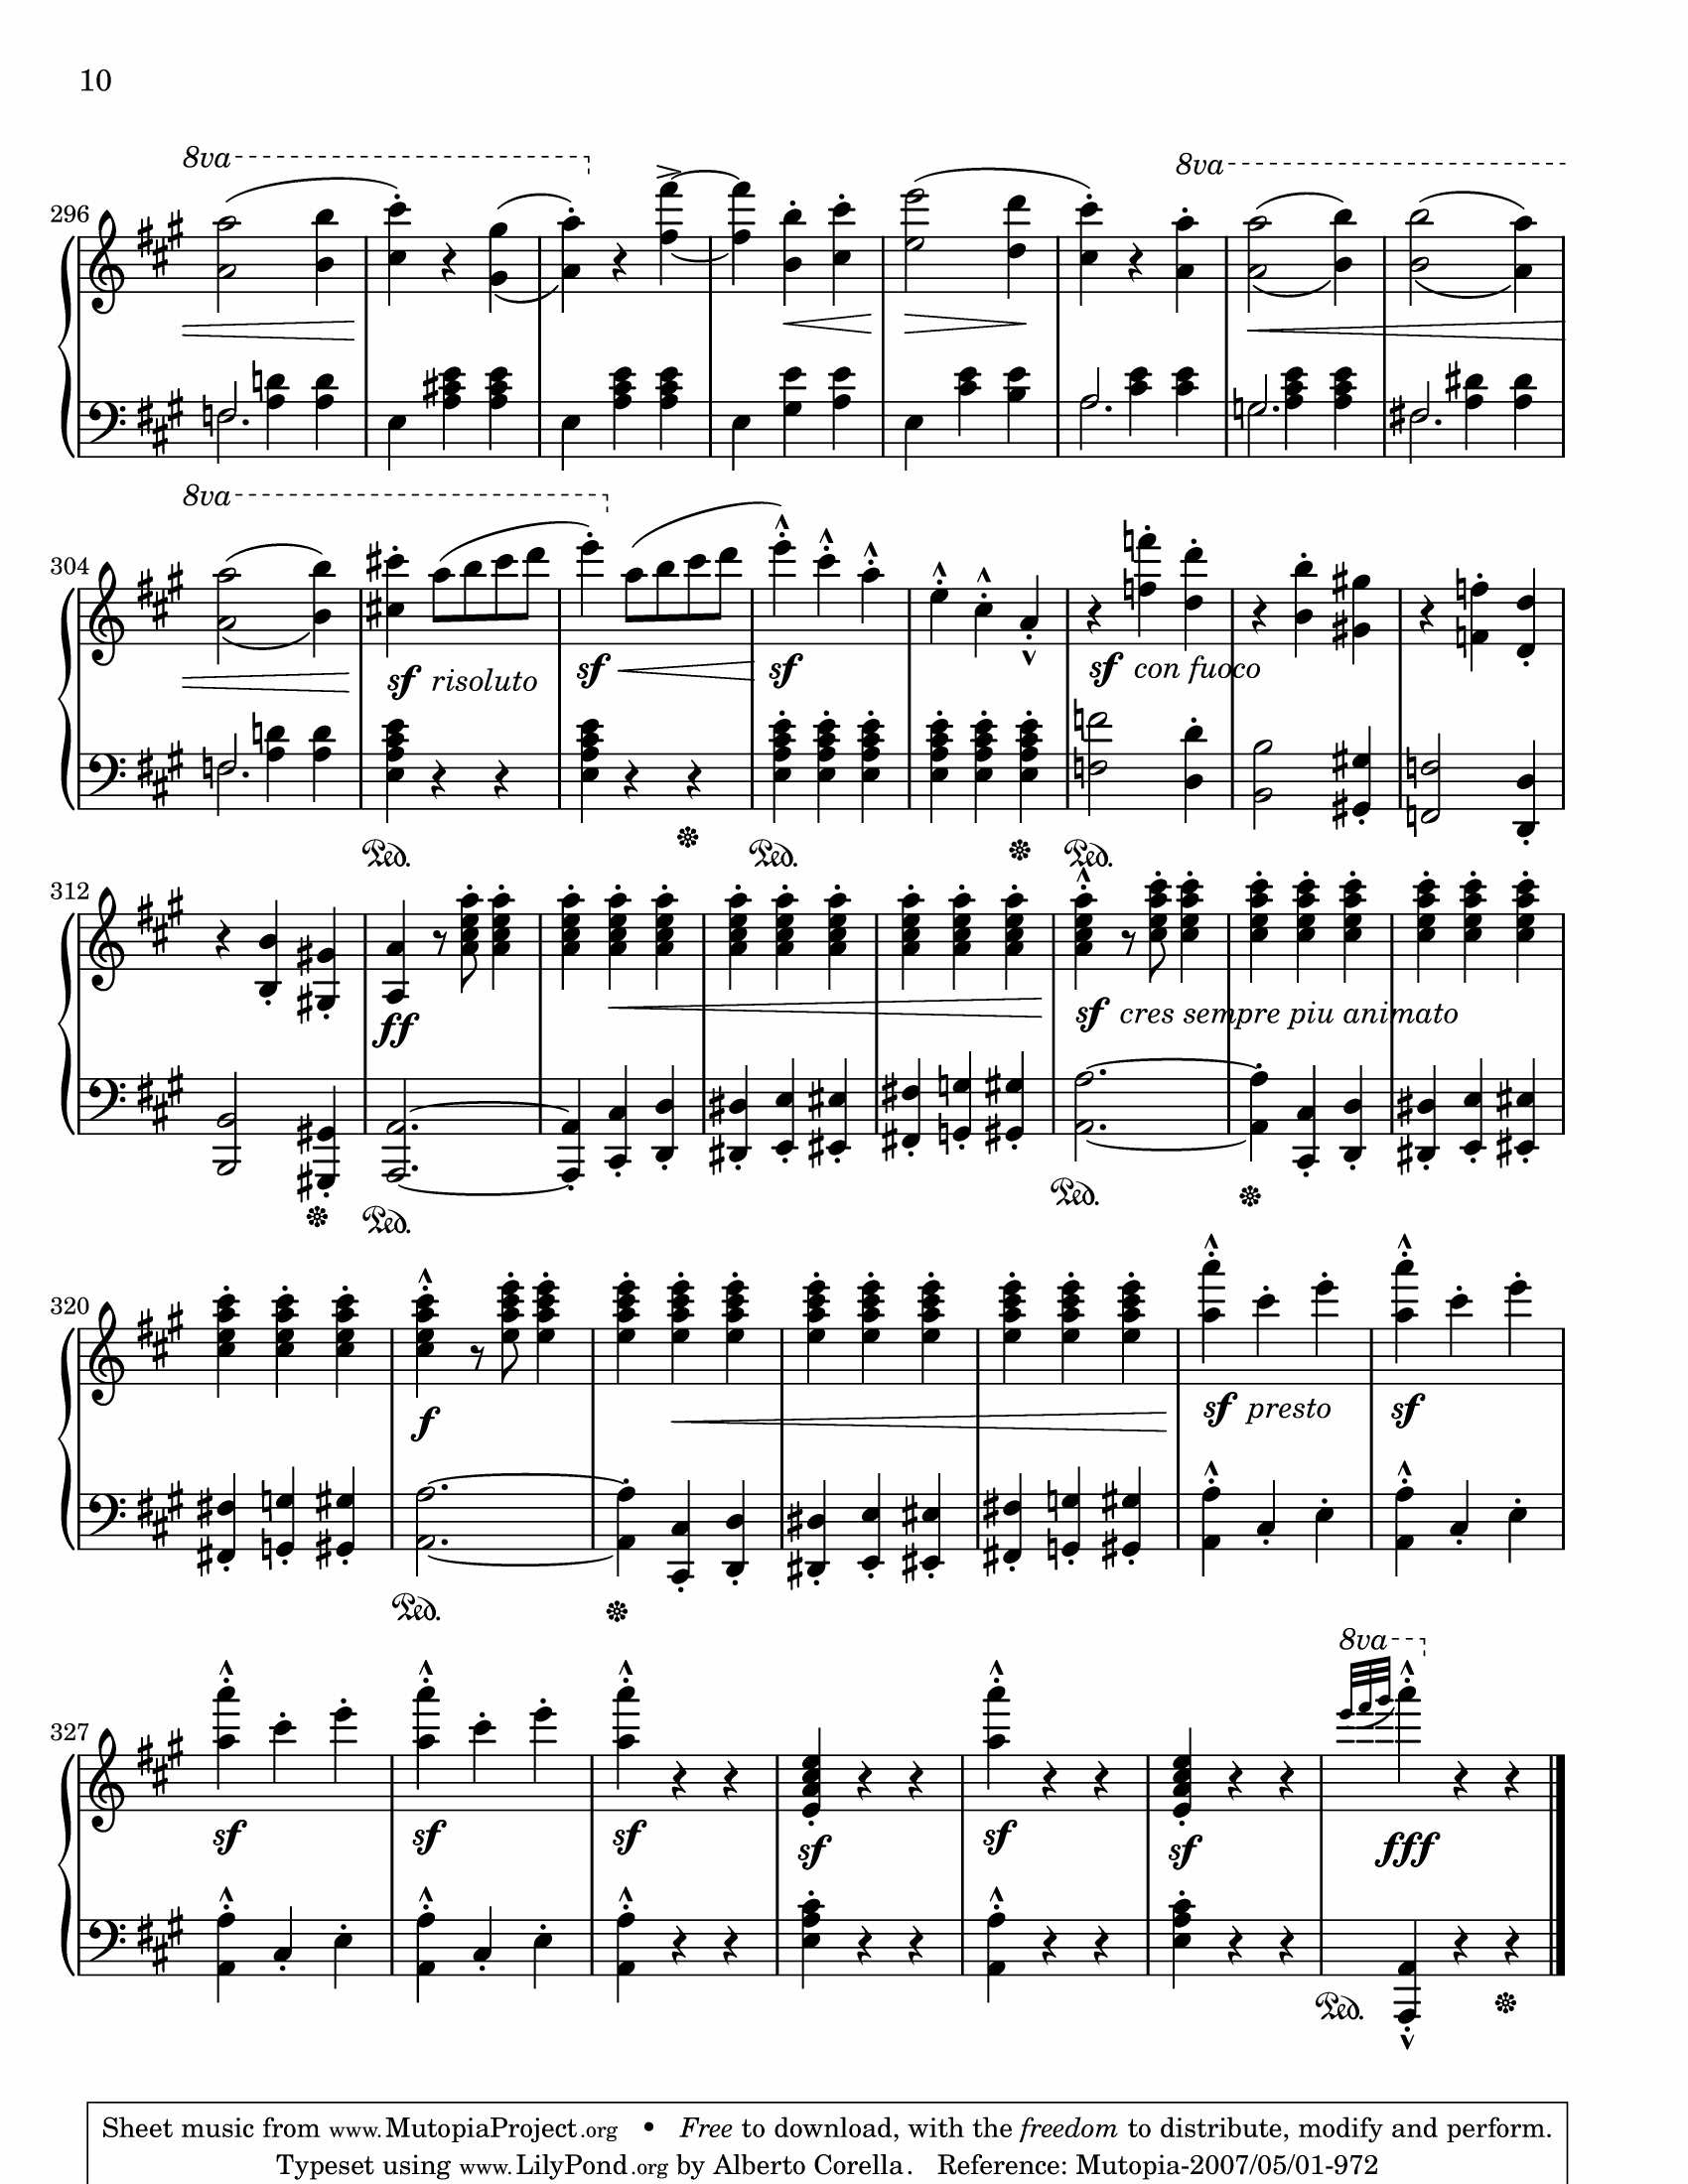 10
8va
8va
296
8va
304
sf risoluto
sf
sf
sf con fuoco
Ped.
Ped.
Ped.
312
ff
sf cres sempre piu animato
Ped.
Ped.
320
f
sf presto
sf
Ped.
8va
327
sf
sf
sf
sf
sf
sf
fff
Ped.
Sheet music from www.MutopiaProject.org • Free to download, with the freedom to distribute, modify and perform.
Typeset using www.LilyPond.org by Alberto Corella. Reference: Mutopia-2007/05/01-972